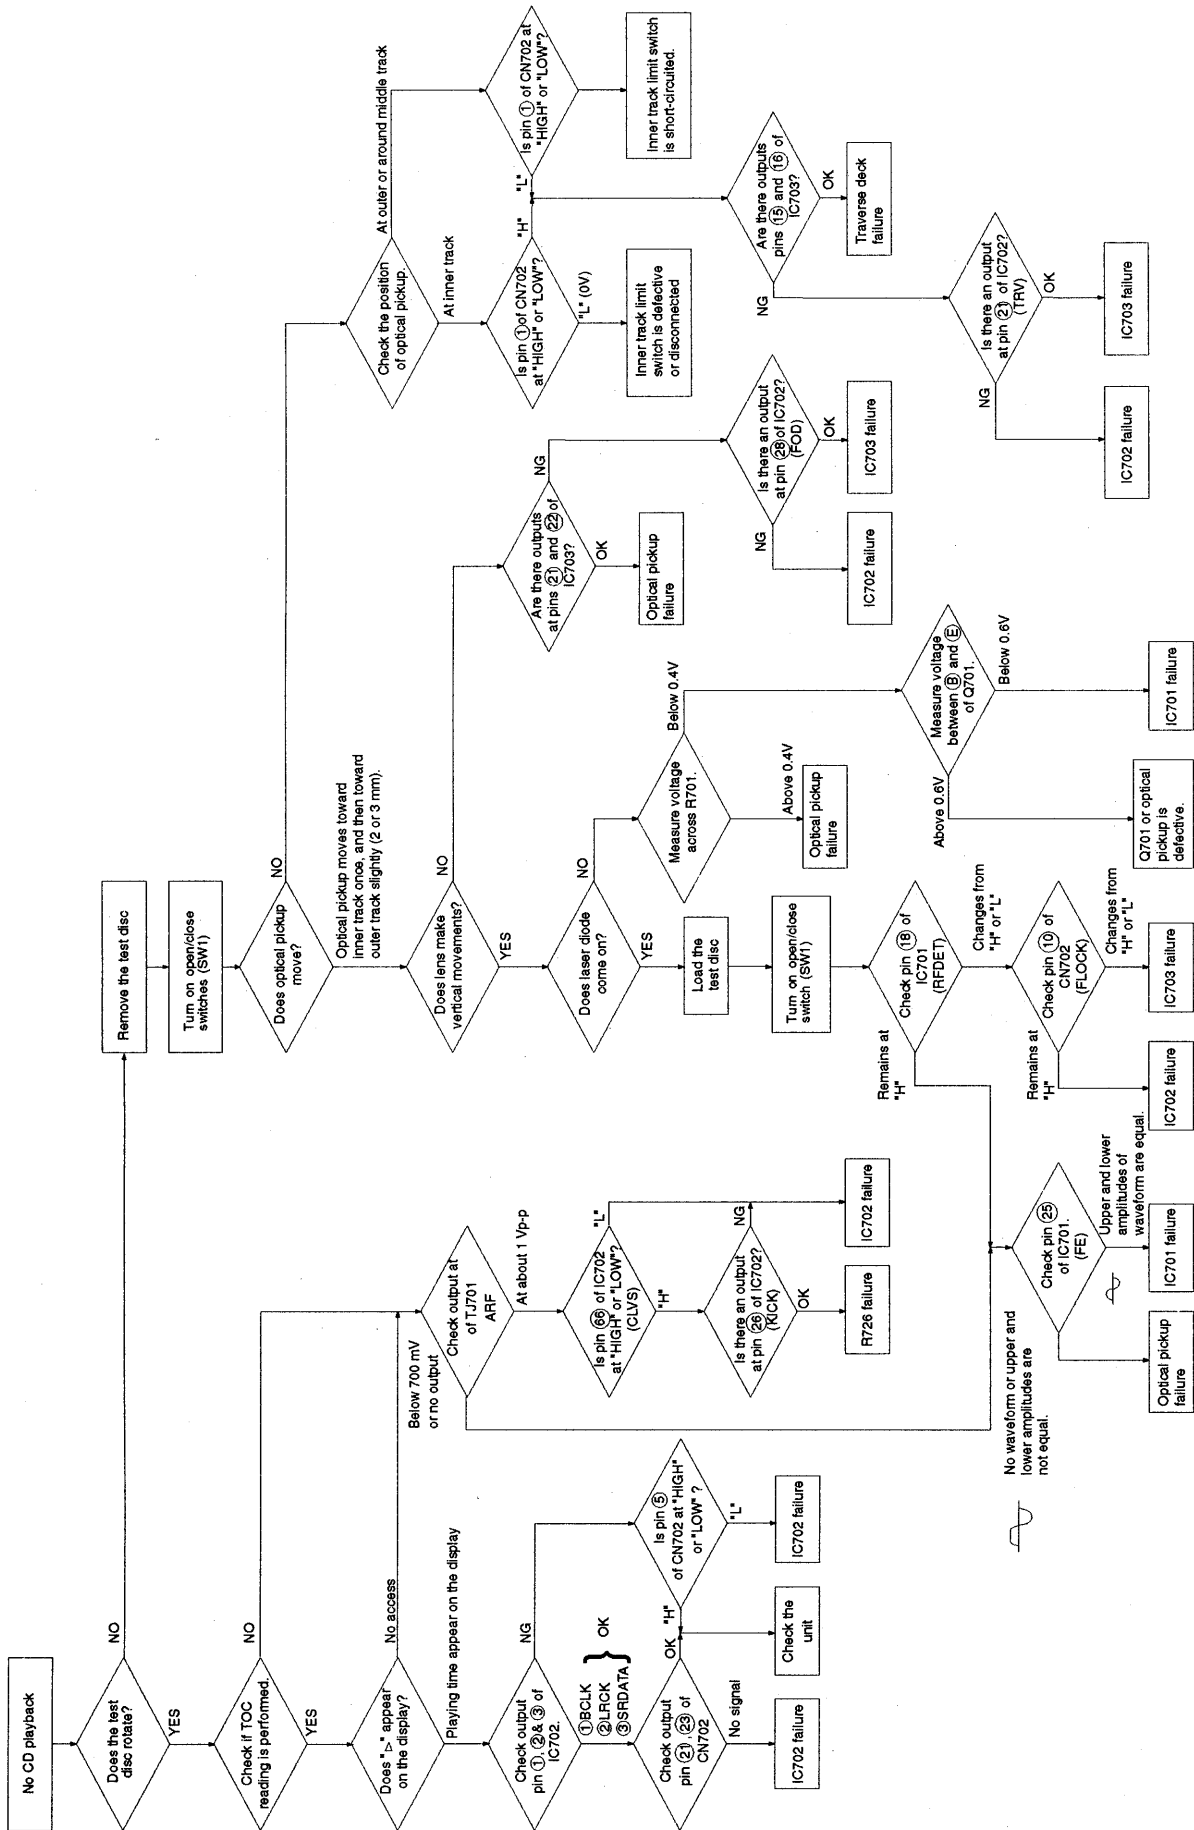 No CD playback
Does the test
disc rotate?
NO
YES
Check if TOC
reading is performed.
NO
YES
Does "▷" appear
on the display?
No access
Playing time appear on the display
Check output
pin ①, ②& ③ of
IC702.
NG
①BCLK
②LRCK
③SRDATA
} OK
Check output
pin ㉑, ㉓ of
CN702
OK
No signal
IC702 failure
Is pin ⑤
of CN702 at "HIGH"
or "LOW" ?
"H"
"L"
Check the
unit
IC702 failure
Check output at
of TJ701
ARF
Below 700 mV
or no output
At about 1 Vp-p
Is pin 66 of IC702
at "HIGH" or "LOW"?
(CLVS)
"L"
"H"
Is there an output
at pin ㉖ of IC702?
(KICK)
NG
OK
R726 failure
IC702 failure
No waveform or upper and
lower amplitudes are
not equal.
Check pin ㉕
of IC701.
(FE)
Upper and lower
amplitudes of
waveform are equal.
Optical pickup
failure
IC701 failure
Remove the test disc
Turn on open/close
switches (SW1)
Does optical pickup
move?
NO
Optical pickup moves toward
inner track once, and then toward
outer track slightly (2 or 3 mm).
Does lens make
vertical movements?
NO
YES
Does laser diode
come on?
NO
YES
Load the
test disc
Turn on open/close
switch (SW1)
Check pin ⑱ of
IC701
(RFDET)
Remains at
"H"
Changes from
"H" or "L"
Check pin ⑩ of
CN702
(FLOCK)
Remains at
"H"
Changes from
"H" or "L"
IC702 failure
IC703 failure
Measure voltage
across R701.
Below 0.4V
Above 0.4V
Optical pickup
failure
Measure voltage
between Ⓑ and Ⓔ
of Q701.
Above 0.6V
Below 0.6V
Q701 or optical
pickup is
defective.
IC701 failure
Are there outputs
at pins ㉑ and ㉒ of
IC703?
NG
OK
Optical pickup
failure
Is there an output
at pin ㉘ of IC702?
(FOD)
NG
OK
IC702 failure
IC703 failure
Check the position
of optical pickup.
At outer or around middle track
At inner track
Is pin ① of CN702
at "HIGH" or "LOW"?
"H"
"L" (0V)
Inner track limit
switch is defective
or disconnected
Is pin ① of CN702 at
"HIGH" or "LOW"?
"L"
Inner track limit switch
is short-circuited.
Are there outputs
pins ⑮ and ⑯ of
IC703?
NG
OK
Traverse deck
failure
Is there an output
at pin ㉑ of IC702?
(TRV)
NG
OK
IC702 failure
IC703 failure